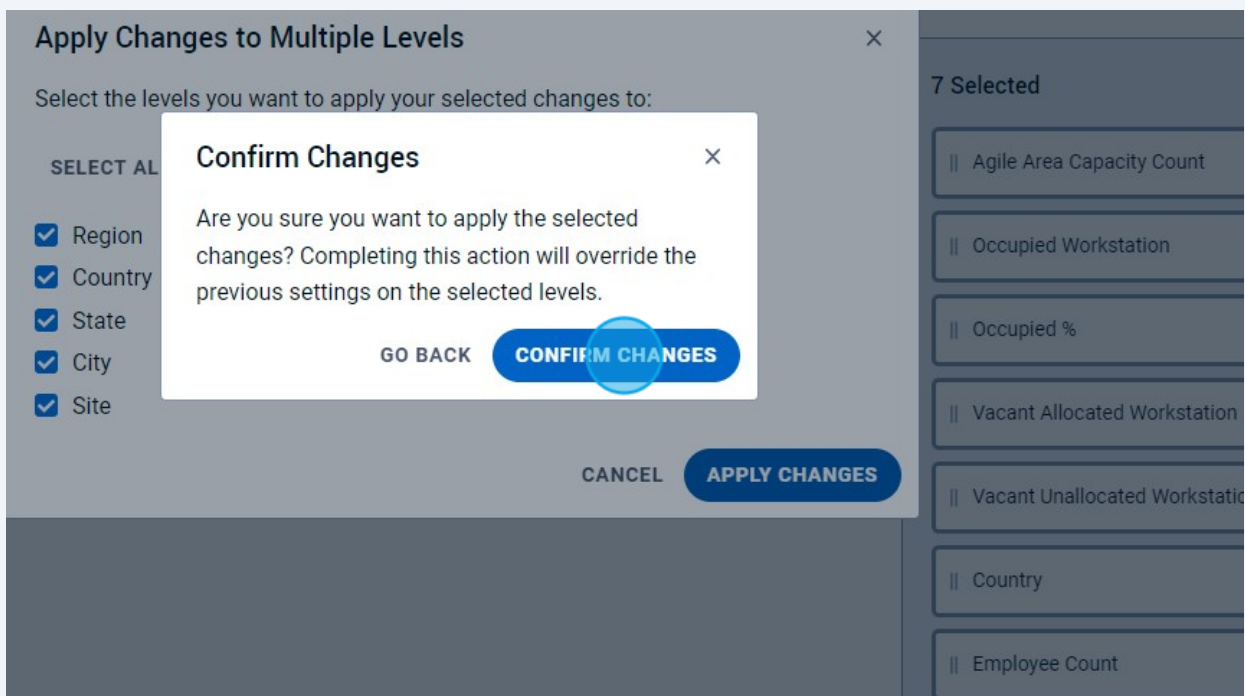 Apply Changes to Multiple Levels
Select the levels you want to apply your selected changes to:
SELECT AL
Region
Country
State
City
Site
Confirm Changes
Are you sure you want to apply the selected
changes? Completing this action will override the
previous settings on the selected levels.
GO BACK
CONFIRM CHANGES
CANCEL
APPLY CHANGES
7 Selected
Agile Area Capacity Count
Occupied Workstation
Occupied %
Vacant Allocated Workstation
Vacant Unallocated Workstatio
Country
Employee Count